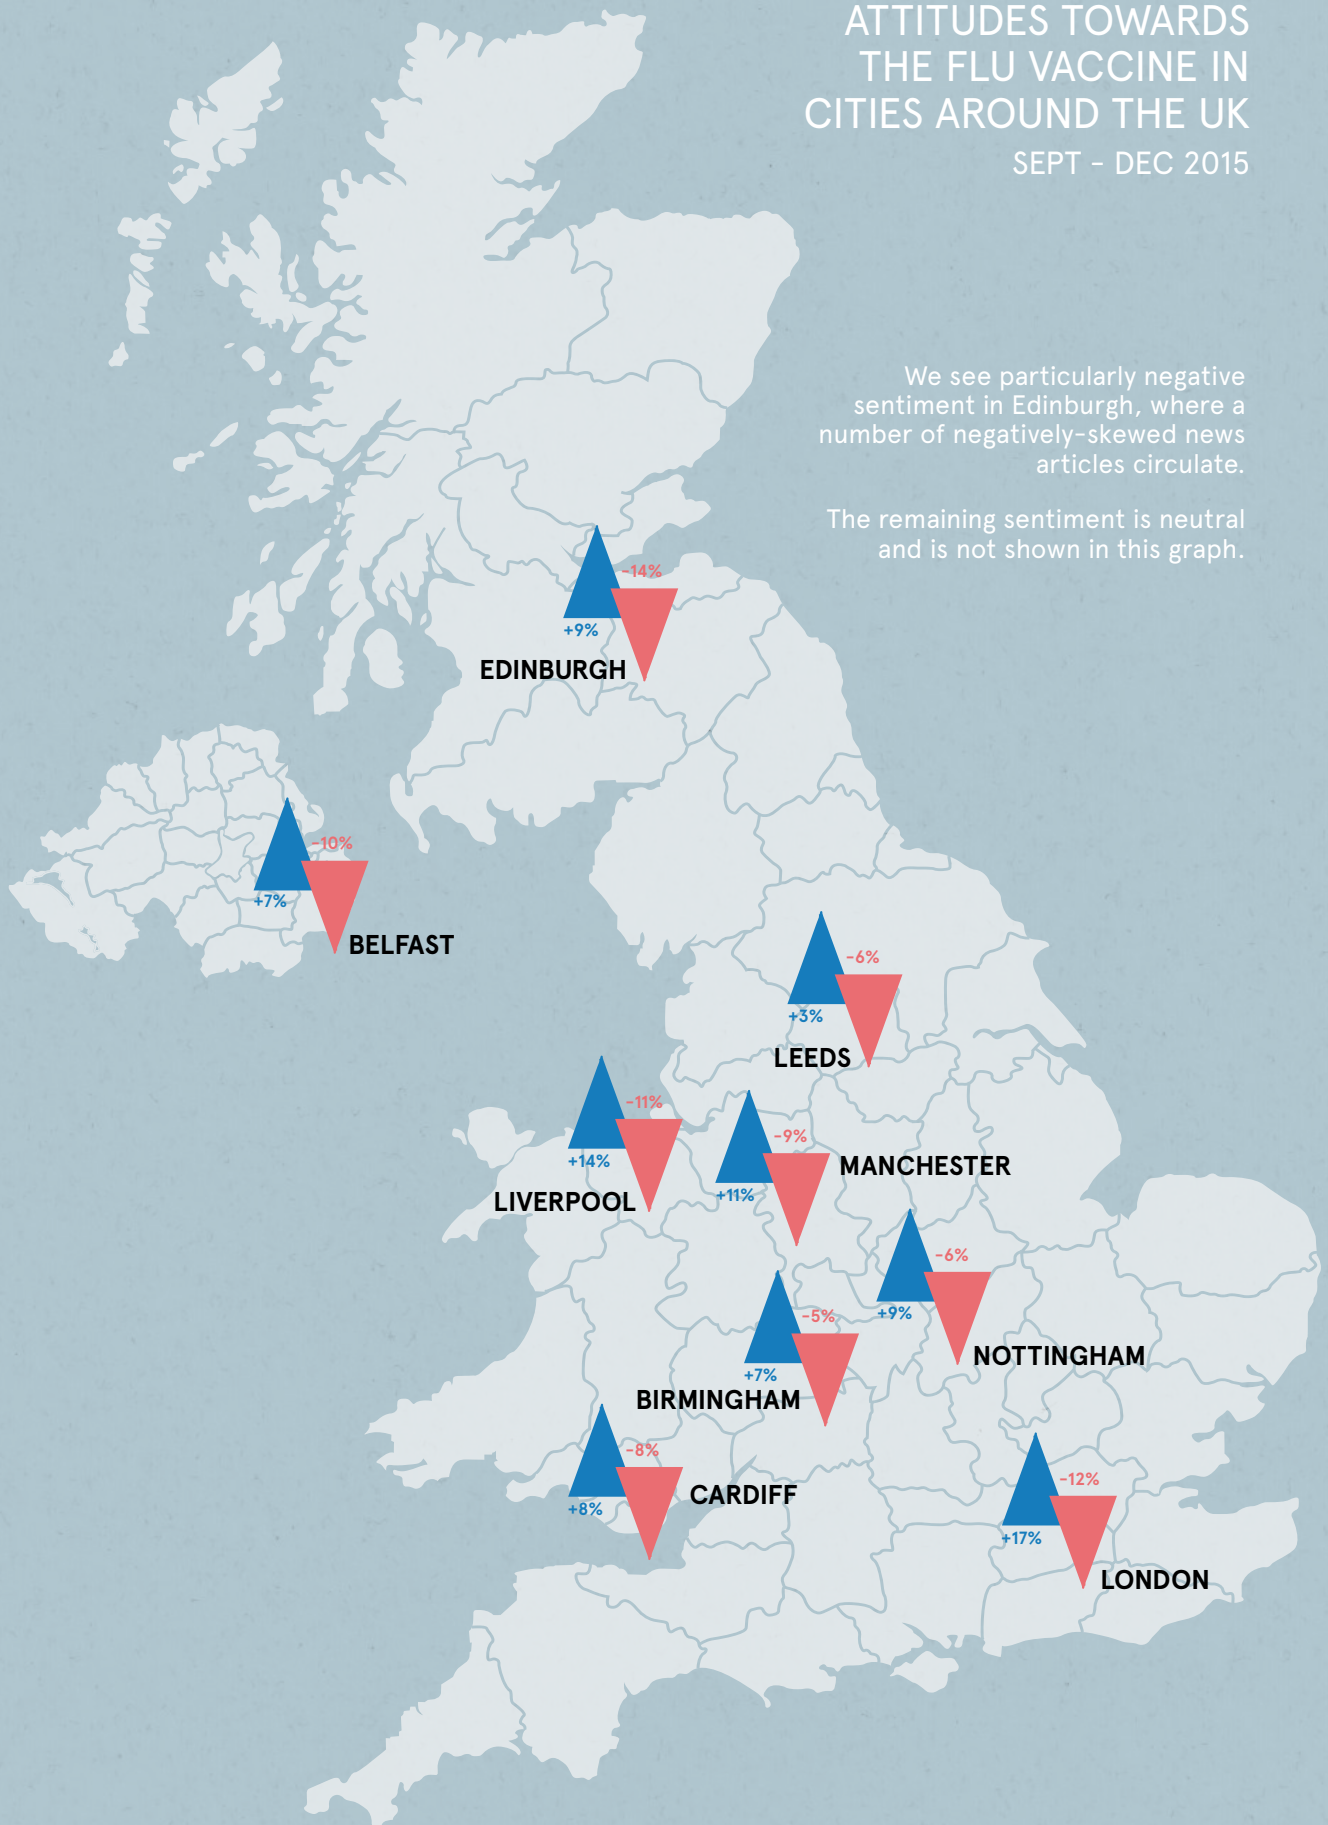 ATTITUDES TOWARDS
THE FLU VACCINE IN
CITIES AROUND THE UK
SEPT - DEC 2015
We see particularly negative
sentiment in Edinburgh, where a
number of negatively-skewed news
articles circulate.
The remaining sentiment is neutral
and is not shown in this graph.
-14%
+9%
EDINBURGH
-10%
+7%
BELFAST
-6%
+3%
LEEDS
-11%
+14%
LIVERPOOL
-9%
+11%
MANCHESTER
-6%
+9%
NOTTINGHAM
-5%
+7%
BIRMINGHAM
-8%
+8%
CARDIFF
-12%
+17%
LONDON